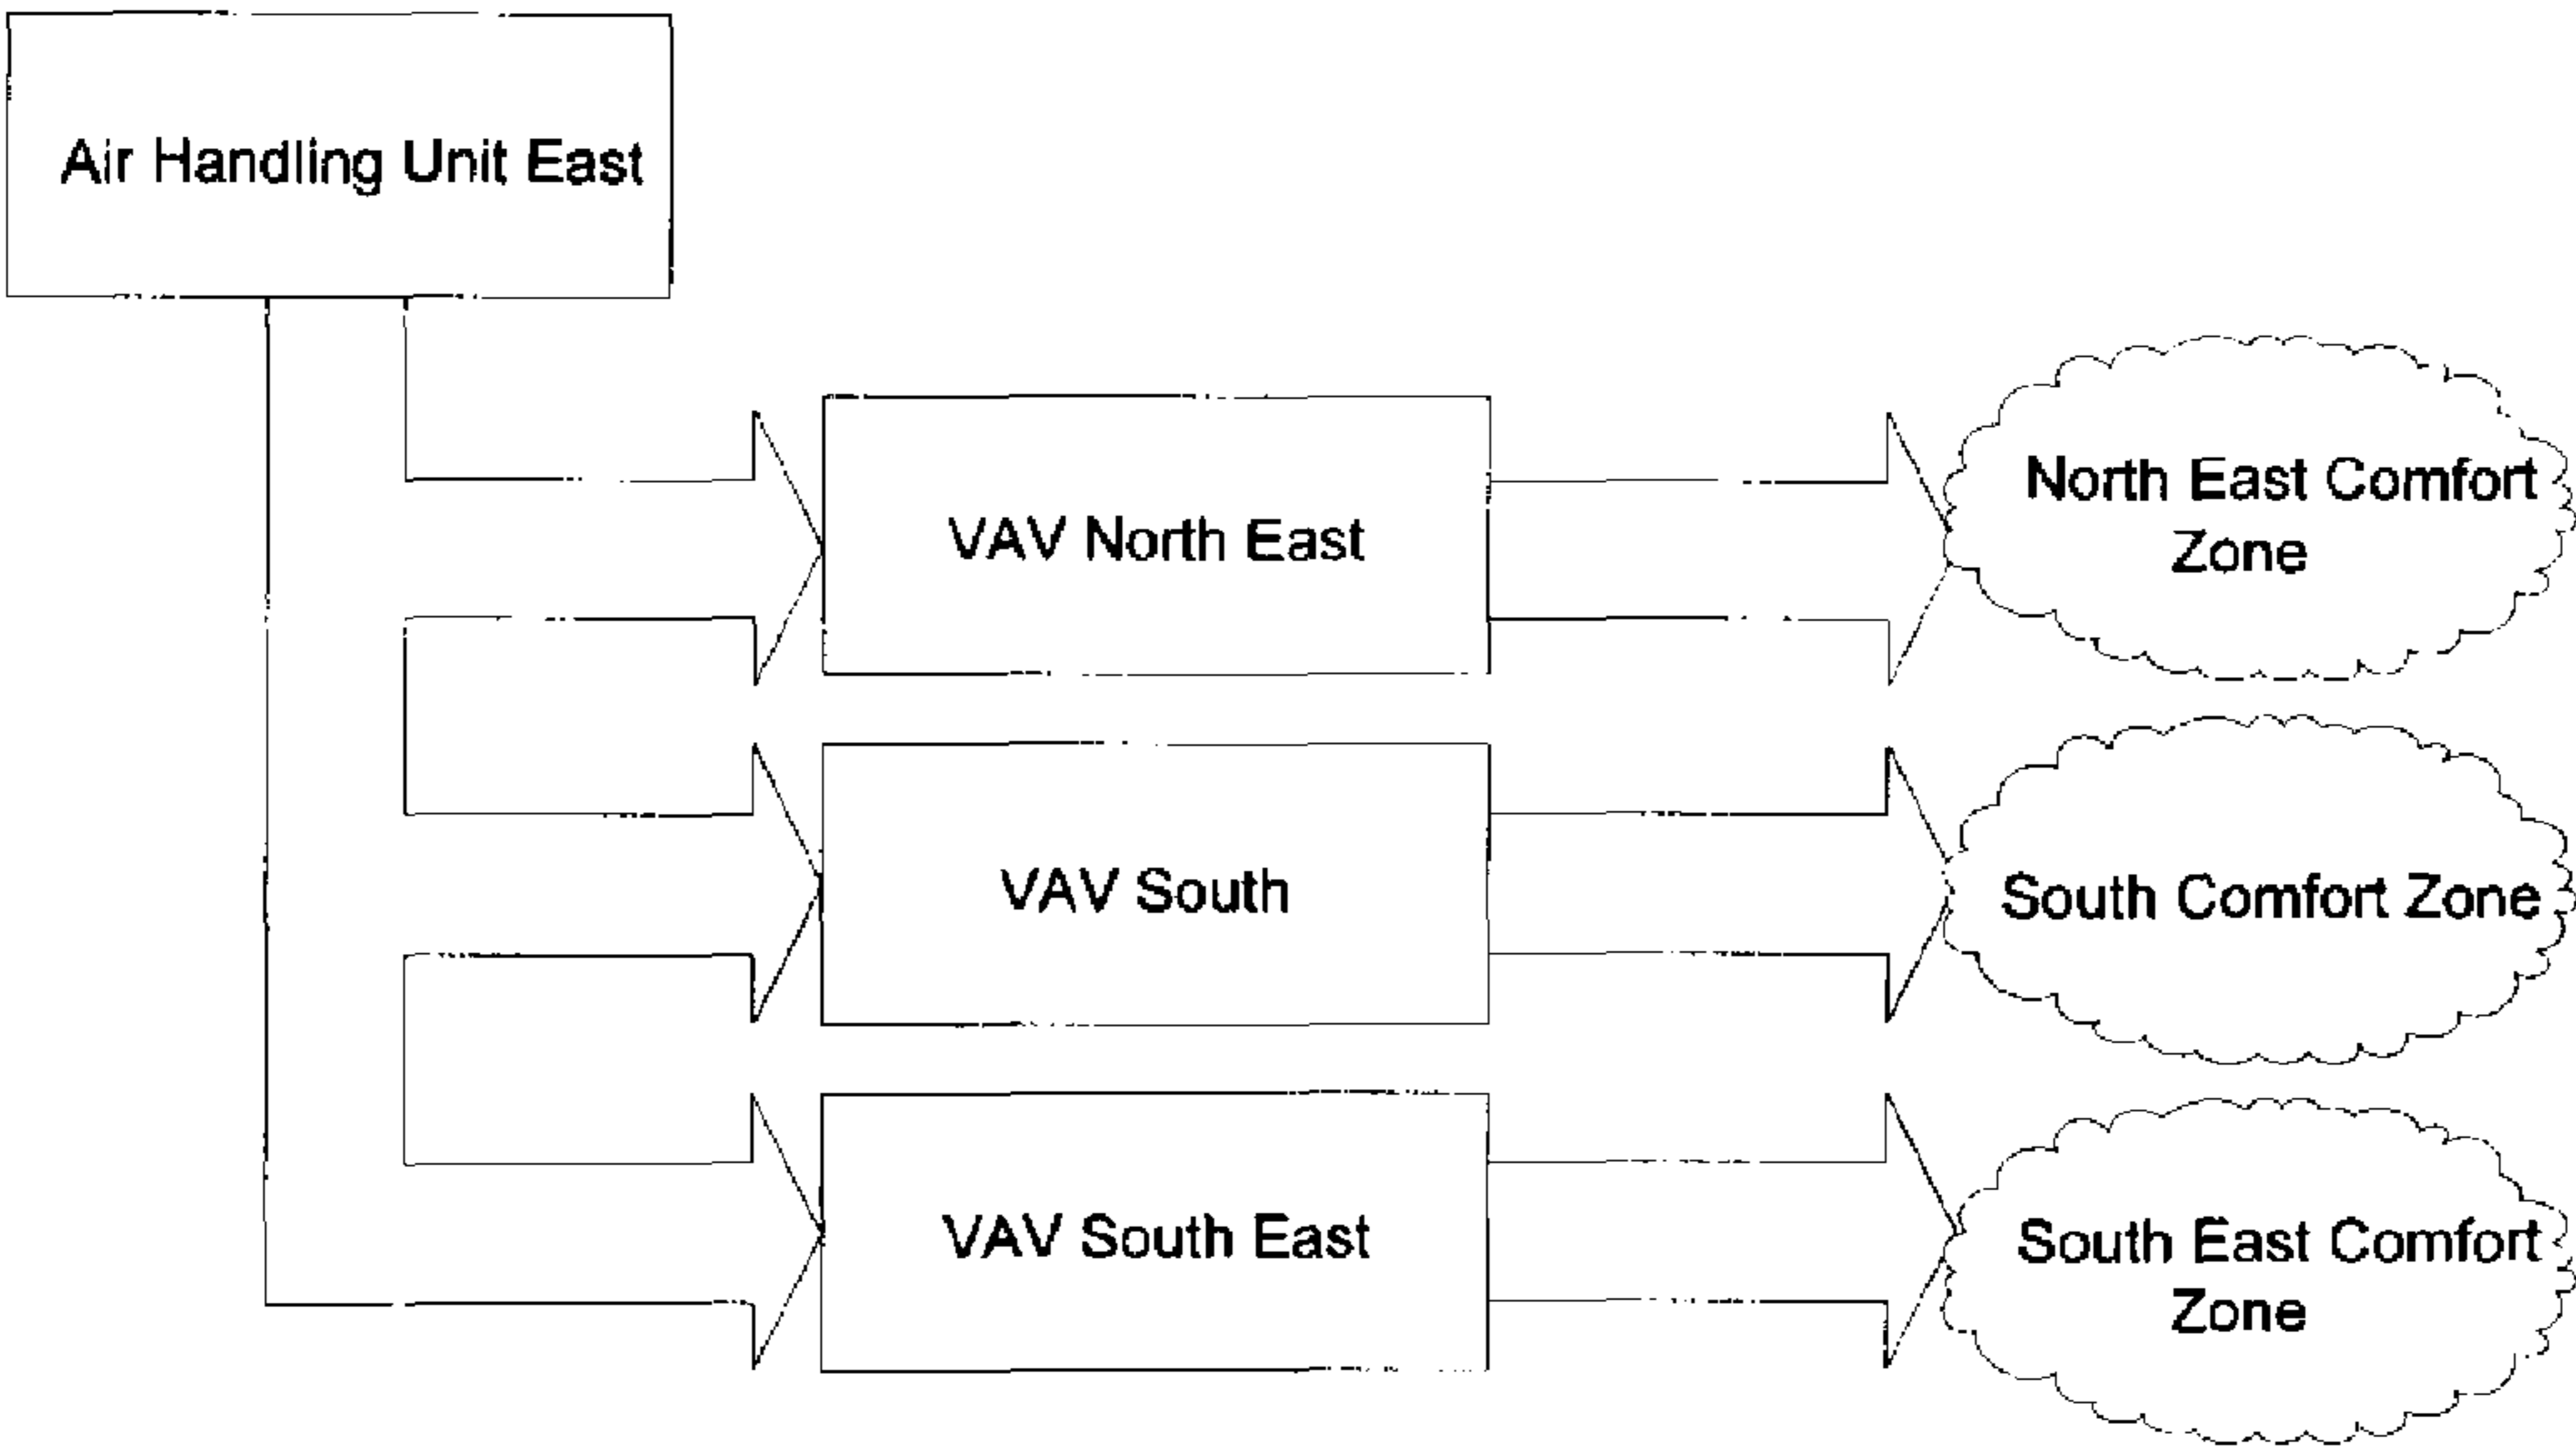 Air Handling Unit East
VAV North East
North East Comfort
Zone
VAV South
South Comfort Zone
VAV South East
South East Comfort
Zone